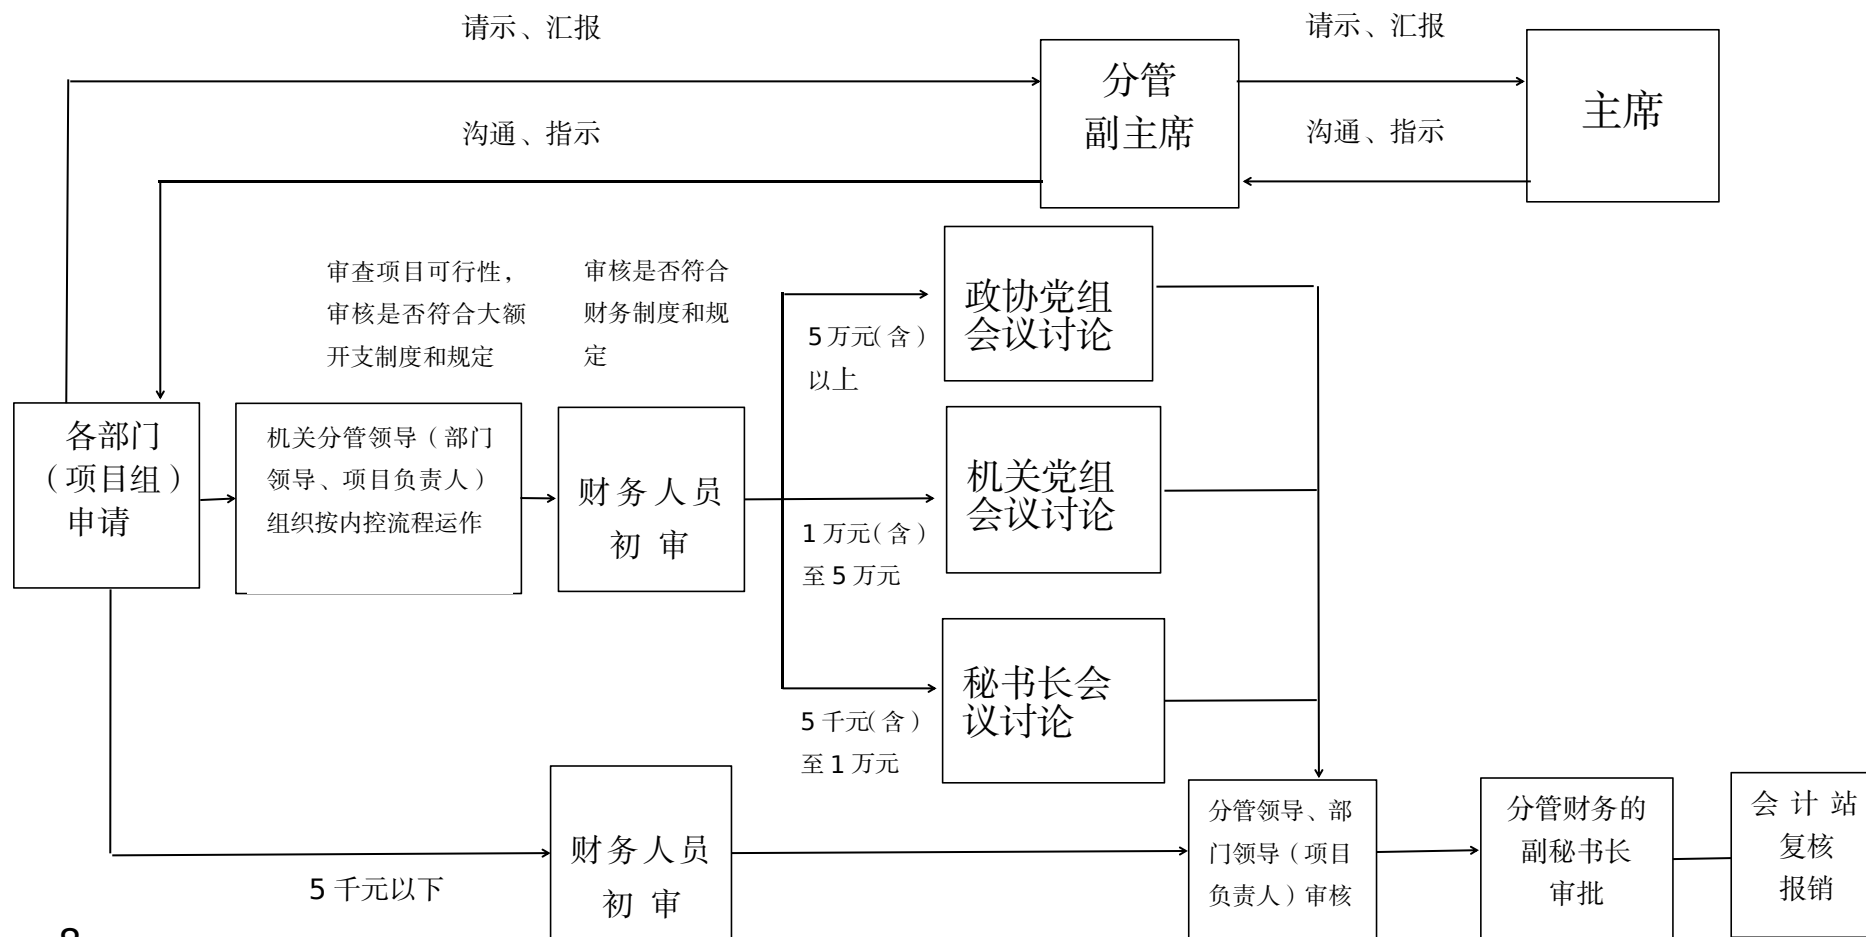 请示、汇报
请示、汇报
分管
副主席
主席
沟通、指示
沟通、指示
审查项目可行性，
审核是否符合大额
开支制度和规定
审核是否符合
财务制度和规
定
5万元（含）
以上
政协党组
会议讨论
各部门
（项目组）
申请
机关分管领导（部门
领导、项目负责人）
组织按内控流程运作
财务人员
初 审
1万元（含）
至5万元
机关党组
会议讨论
5千元（含）
至1万元
秘书长会
议讨论
5千元以下
财务人员
初 审
分管领导、部
门领导（项目
负责人）审核
分管财务的
副秘书长
审批
会 计 站
复核
报销